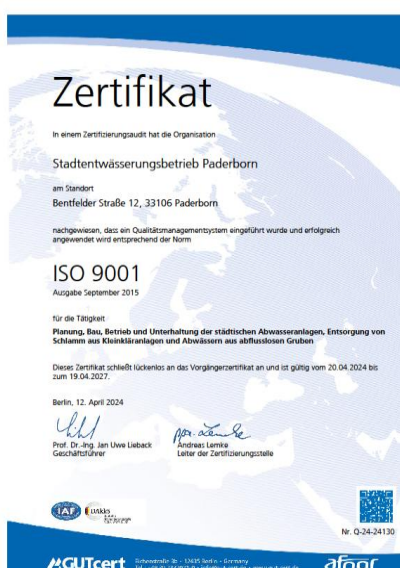 Zertifikat
In einem Zertifizierungsaudit hat die Organisation
Stadtentwässerungsbetrieb Paderborn
am Standort
Bentfelder Straße 12, 33106 Paderborn
nachgewiesen, dass ein Qualitätsmanagementsystem eingeführt wurde und erfolgreich
angewendet wird entsprechend der Norm
ISO 9001
Ausgabe September 2015
für die Tätigkeit
Planung, Bau, Betrieb und Unterhaltung der städtischen Abwasseranlagen, Entsorgung von
Schlamm aus Kleinkläranlagen und Abwässern aus abflusslosen Gruben
Dieses Zertifikat schließt lückenlos an das Vorgängerzertifikat an und ist gültig vom 20.04.2024 bis
zum 19.04.2027.
Berlin, 12. April 2024
Prof. Dr.-Ing. Jan Uwe Lieback
Geschäftsführer
Andreas Lemke
Leiter der Zertifizierungsstelle
IAF
DAkkS
Nr. Q-24-24130
GUTcert
Eichenstraße 3b - 12435 Berlin - Germany
afnor